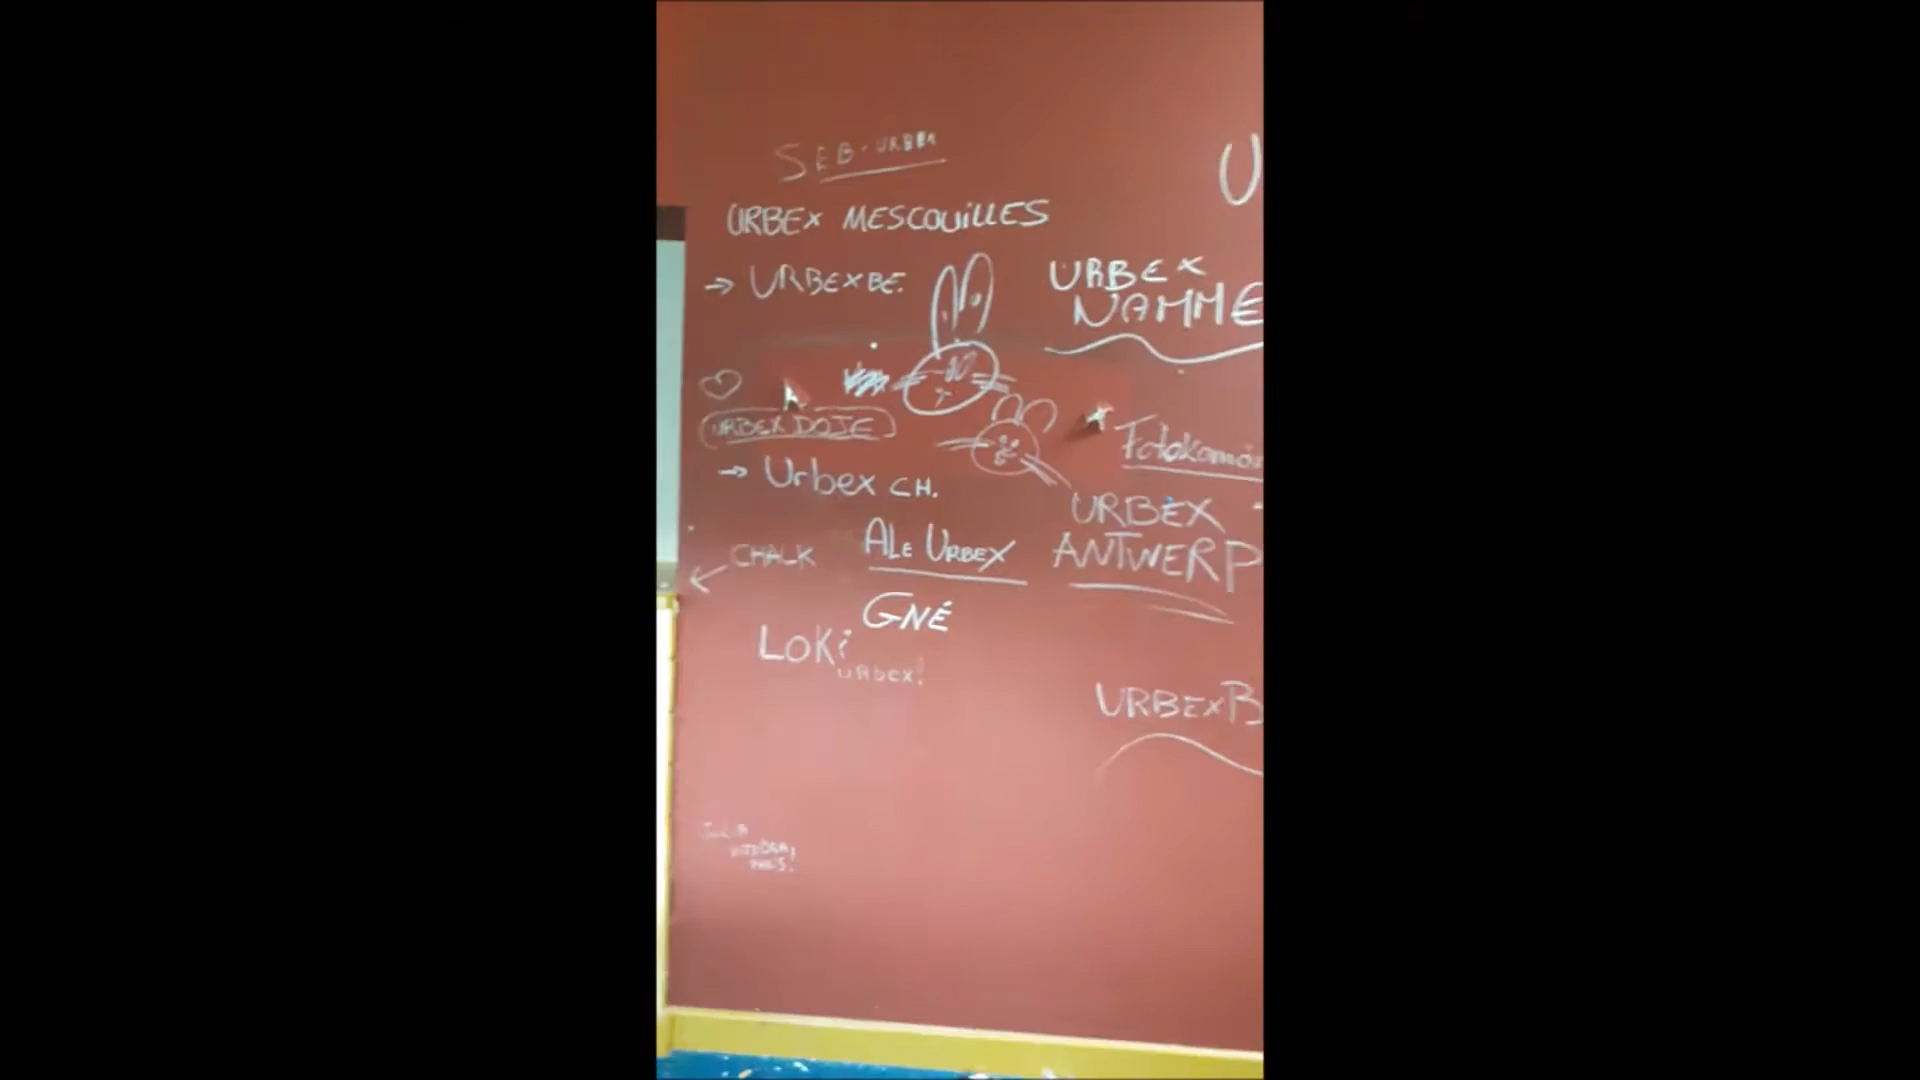 SEB-URBEX
URBEX MESCOUILLES
→ URBEXBE.
U
URBEX
NAMME
URBEX DOJE
Fotokamór
→ Urbex CH.
URBEX
ANTWERP
← CHALK
ALE URBEX
GNÉ
LOKi
URbex!
URBEXB